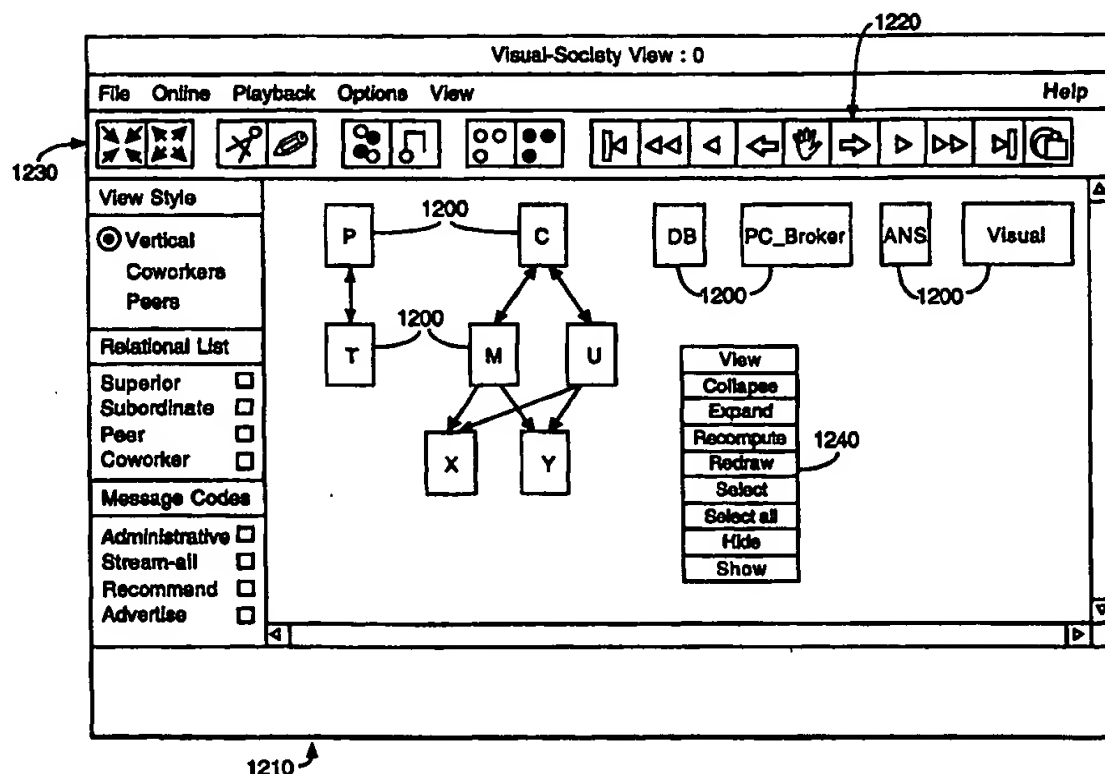 1220
Visual-Society View : 0
File Online Playback Options View Help
1230
View Style
Vertical
Coworkers
Peers
Relational List
Superior
Subordinate
Peer
Coworker
Message Codes
Administrative
Stream-ail
Recommend
Advertise
P 1200 C
T 1200 M U
X Y
DB PC_Broker ANS Visual
1200 1200
View
Collapse
Expand
Recompute
Redraw
Select
Select all
Hide
Show
1240
1210